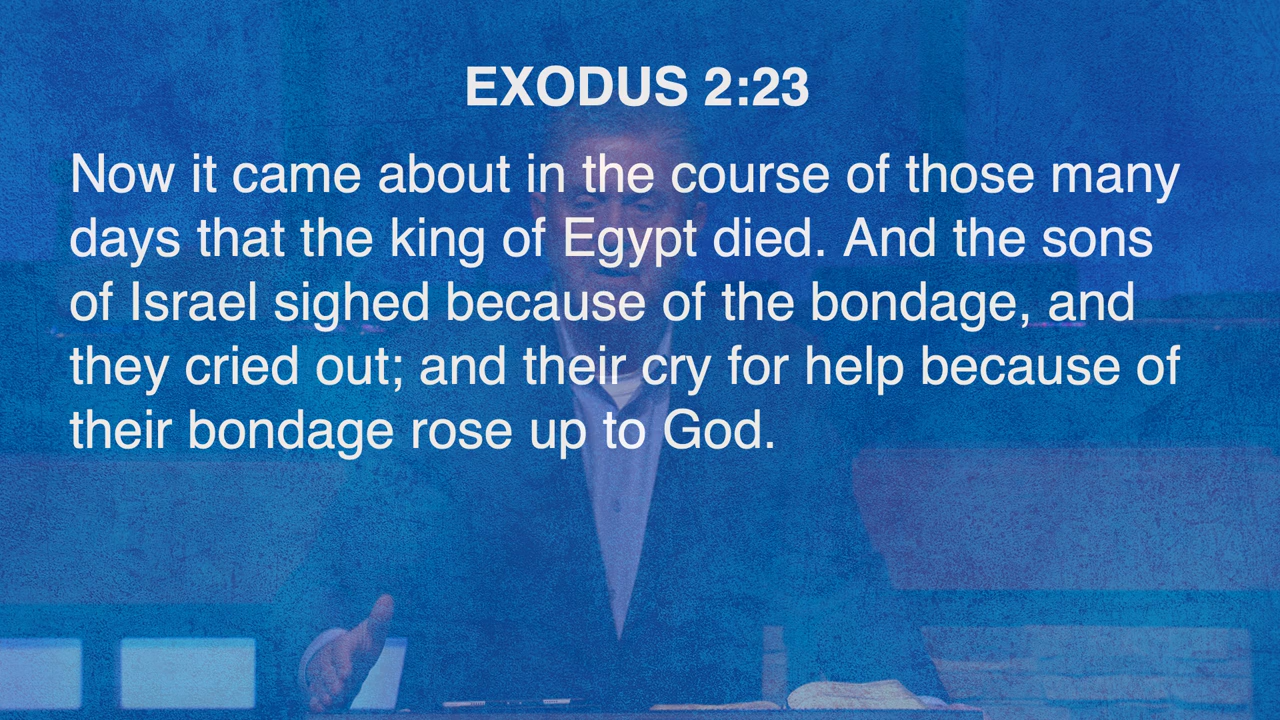 EXODUS 2:23
Now it came about in the course of those many
days that the king of Egypt died. And the sons
of Israel sighed because of the bondage, and
they cried out; and their cry for help because of
their bondage rose up to God.